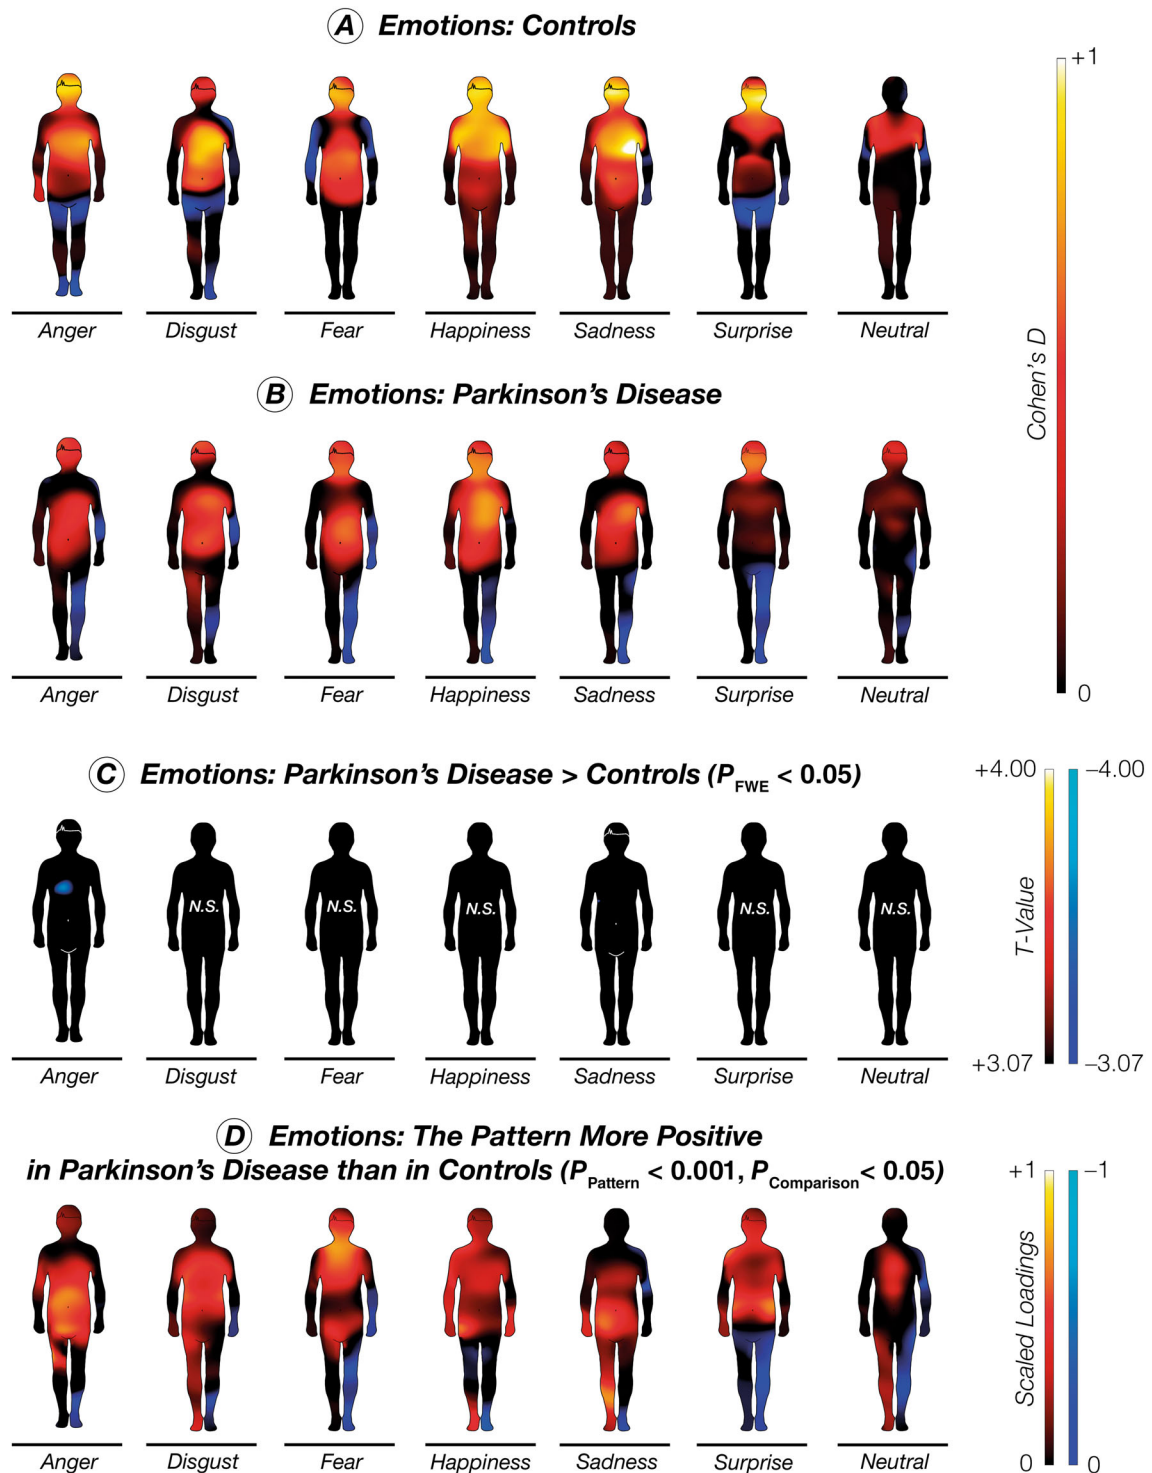 A Emotions: Controls
+1
Anger Disgust Fear Happiness Sadness Surprise Neutral
Cohen's D
B Emotions: Parkinson's Disease
Anger Disgust Fear Happiness Sadness Surprise Neutral
0
C Emotions: Parkinson's Disease > Controls (P_FWE < 0.05)
+4.00 −4.00
N.S. N.S. N.S. N.S. N.S.
T-Value
+3.07 −3.07
Anger Disgust Fear Happiness Sadness Surprise Neutral
D Emotions: The Pattern More Positive
in Parkinson's Disease than in Controls (P_Pattern < 0.001, P_Comparison < 0.05)
+1 −1
Scaled Loadings
0 0
Anger Disgust Fear Happiness Sadness Surprise Neutral